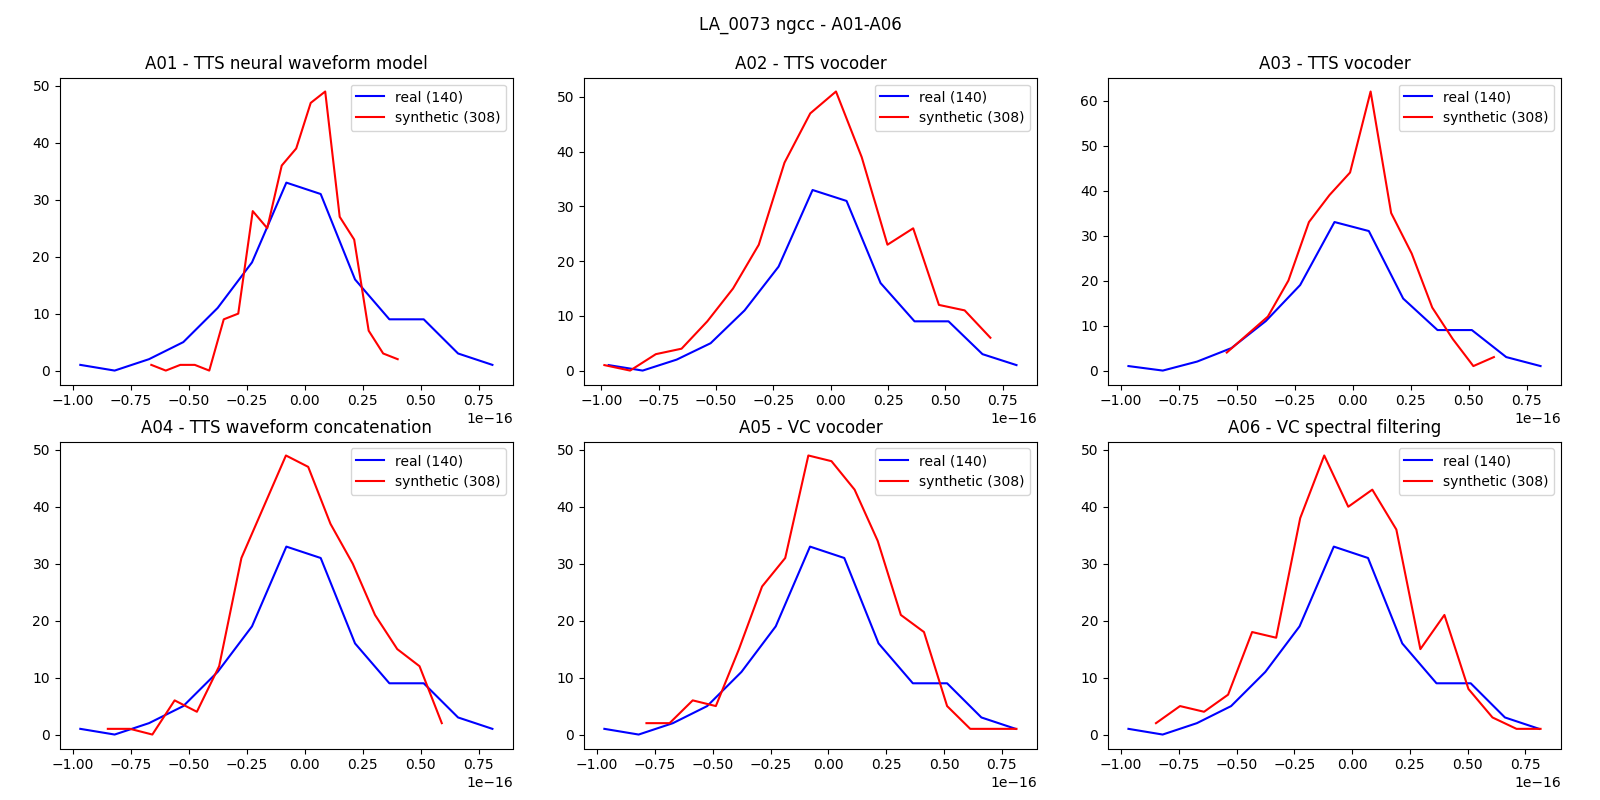 LA_0073 ngcc - A01-A06
A01 - TTS neural waveform model
50
40
30
20
10
0
real (140)
synthetic (308)
−1.00 −0.75 −0.50 −0.25 0.00 0.25 0.50 0.75
1e−16
A02 - TTS vocoder
50
40
30
20
10
0
real (140)
synthetic (308)
−1.00 −0.75 −0.50 −0.25 0.00 0.25 0.50 0.75
1e−16
A03 - TTS vocoder
60
50
40
30
20
10
0
real (140)
synthetic (308)
−1.00 −0.75 −0.50 −0.25 0.00 0.25 0.50 0.75
1e−16
A04 - TTS waveform concatenation
50
40
30
20
10
0
real (140)
synthetic (308)
−1.00 −0.75 −0.50 −0.25 0.00 0.25 0.50 0.75
1e−16
A05 - VC vocoder
50
40
30
20
10
0
real (140)
synthetic (308)
−1.00 −0.75 −0.50 −0.25 0.00 0.25 0.50 0.75
1e−16
A06 - VC spectral filtering
50
40
30
20
10
0
real (140)
synthetic (308)
−1.00 −0.75 −0.50 −0.25 0.00 0.25 0.50 0.75
1e−16